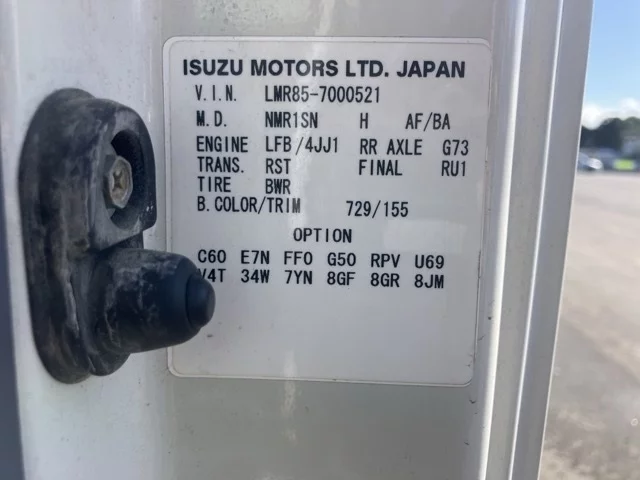 ISUZU MOTORS LTD. JAPAN
V.I.N. LMR85-7000521
M.D. NMR1SN H AF/BA
ENGINE LFB/4JJ1 RR AXLE G73
TRANS. RST FINAL RU1
TIRE BWR
B.COLOR/TRIM 729/155
OPTION
C60 E7N FF0 G50 RPV U69
V4T 34W 7YN 8GF 8GR 8JM